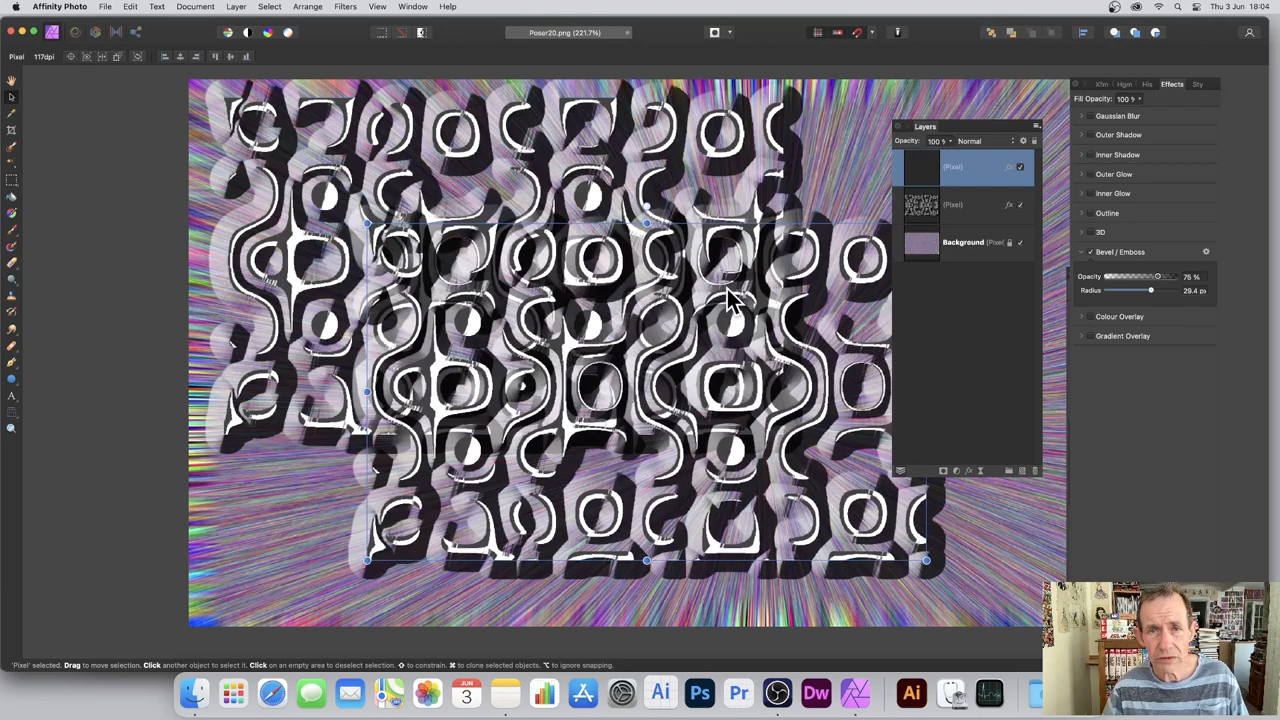 Affinity Photo File Edit Text Document Layer Select Arrange Filters View Window Help Thu 3 Jun 18:04
Poser20.png (221.7%)
Pixel 117dpi
Xfm Hgm His Effects Sty
Fill Opacity: 100 %
Gaussian Blur
Outer Shadow
Inner Shadow
Outer Glow
Inner Glow
Outline
3D
Bevel / Emboss
Opacity 75 %
Radius 29.4 px
Colour Overlay
Gradient Overlay
Layers
Opacity: 100 % Normal
(Pixel) fx
(Pixel) fx
Background (Pixel)
'Pixel' selected. Drag to move selection. Click another object to select it. Click on an empty area to deselect selection. ⇧ to constrain. ⌘ to clone selected objects. ⌥ to ignore snapping.
JUN
3
Ai Ps Pr Dw Ai